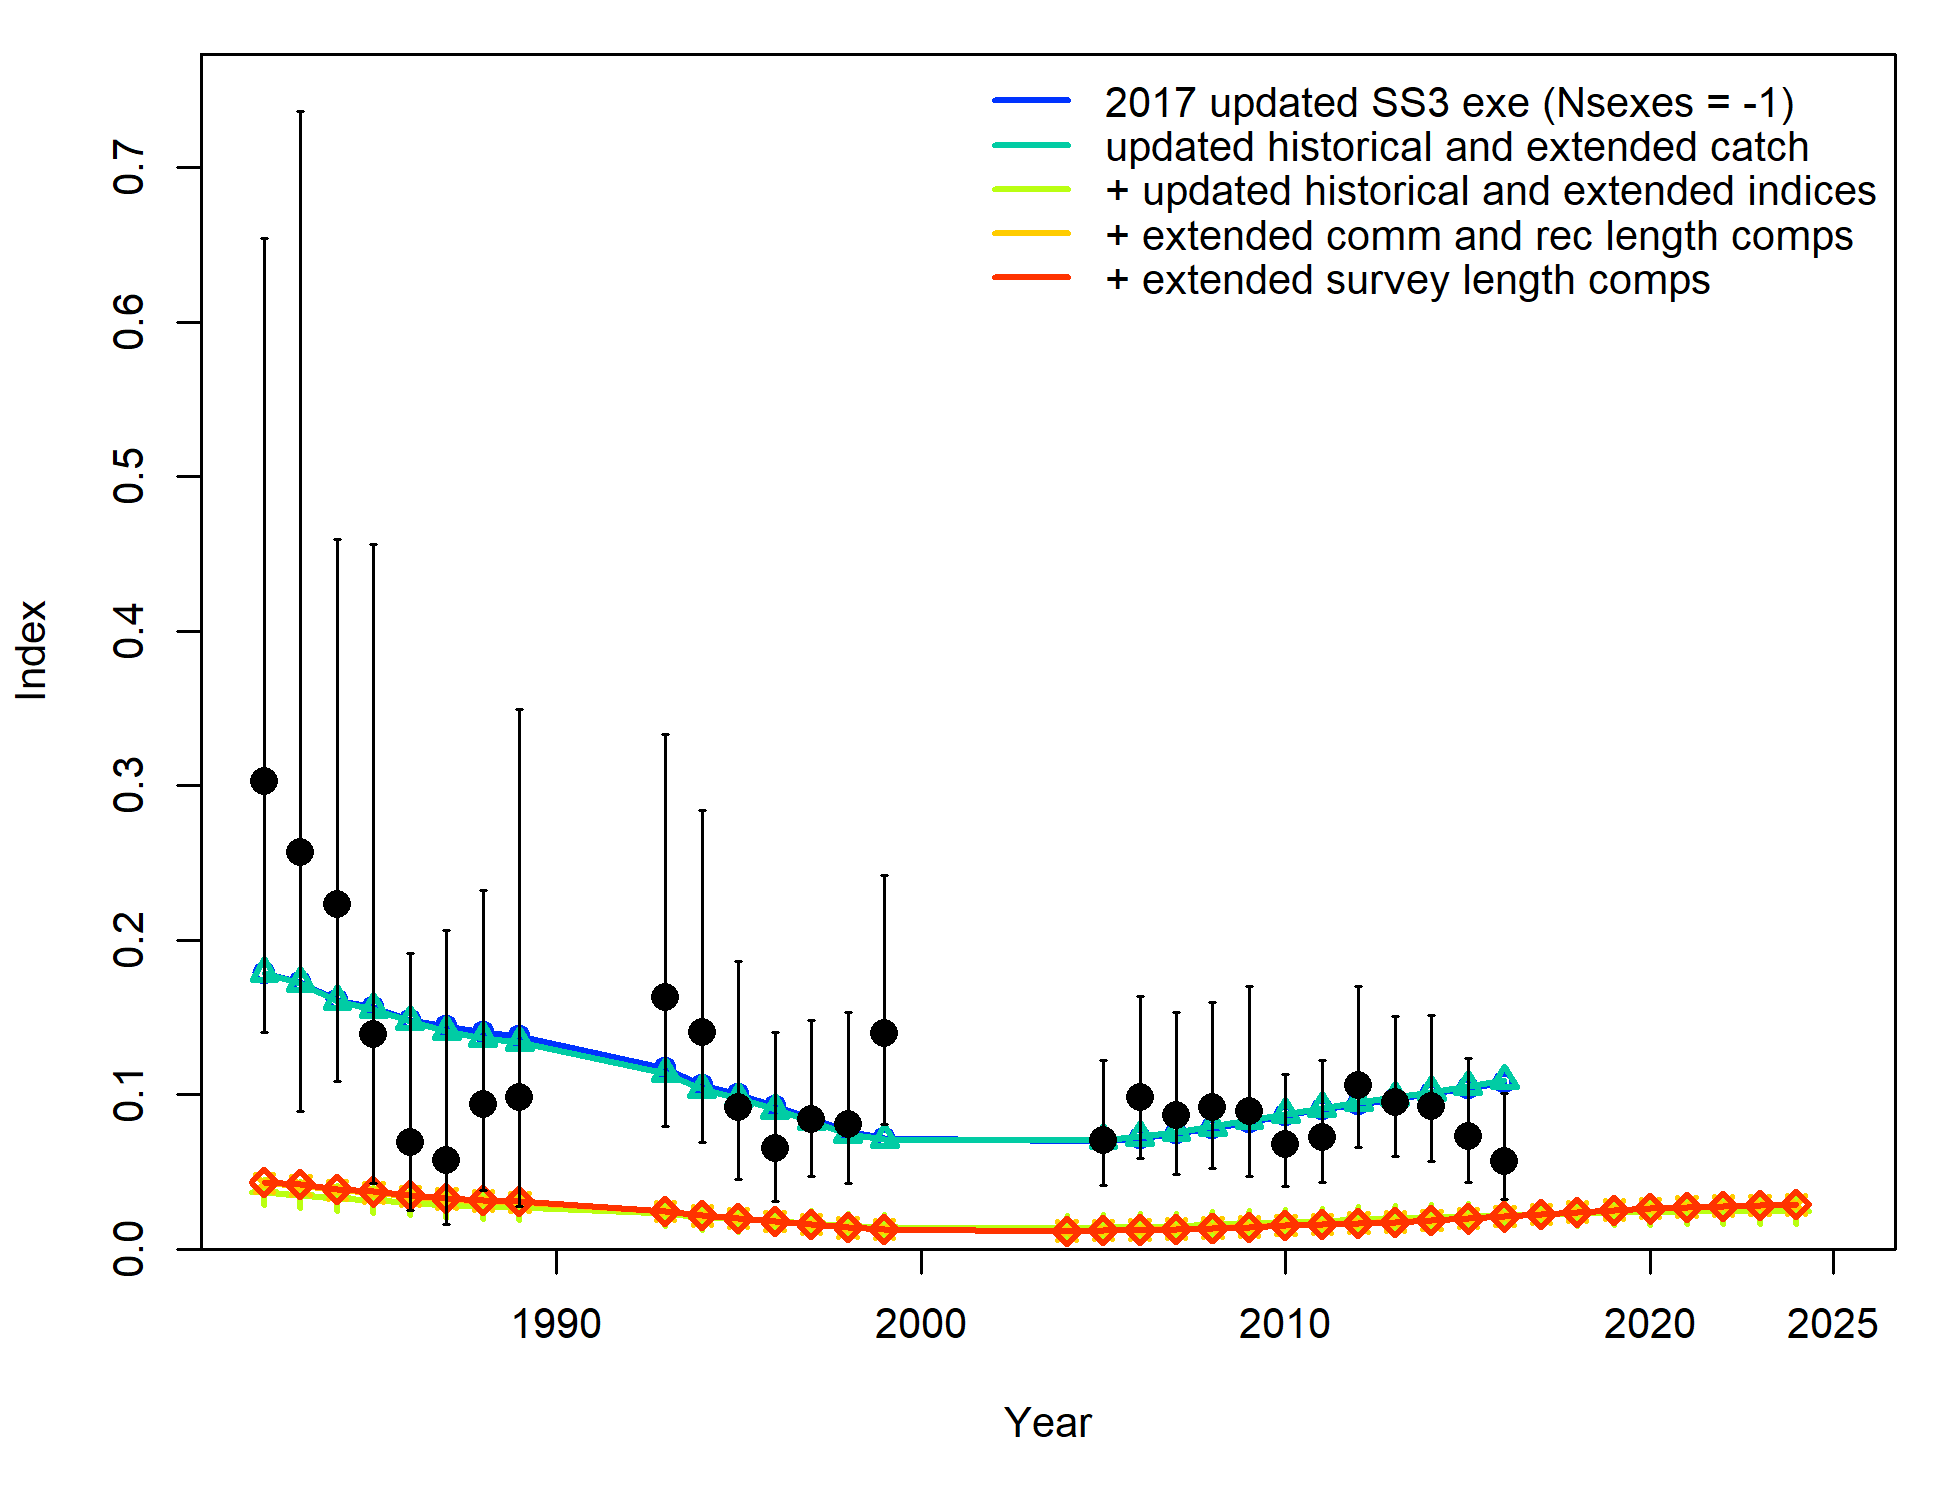 2017 updated SS3 exe (Nsexes = -1)
updated historical and extended catch
+ updated historical and extended indices
+ extended comm and rec length comps
+ extended survey length comps
0.7
0.6
0.5
0.4
0.3
0.2
0.1
0.0
Index
1990
2000
2010
2020
2025
Year